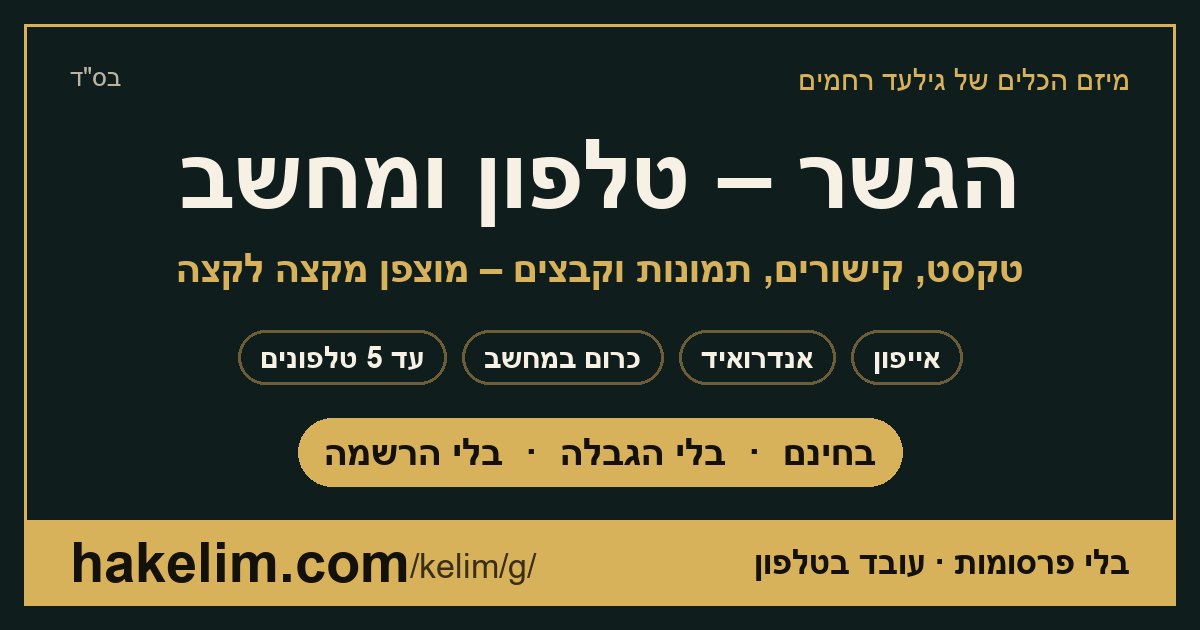 מיזם הכלים של גילעד רחמים
בס"ד
הגשר – טלפון ומחשב
טקסט, קישורים, תמונות וקבצים – מוצפן מקצה לקצה
אייפון
אנדרואיד
כרום במחשב
עד 5 טלפונים
בחינם · בלי הגבלה · בלי הרשמה
בלי פרסומות · עובד בטלפון
hakelim.com/kelim/g/